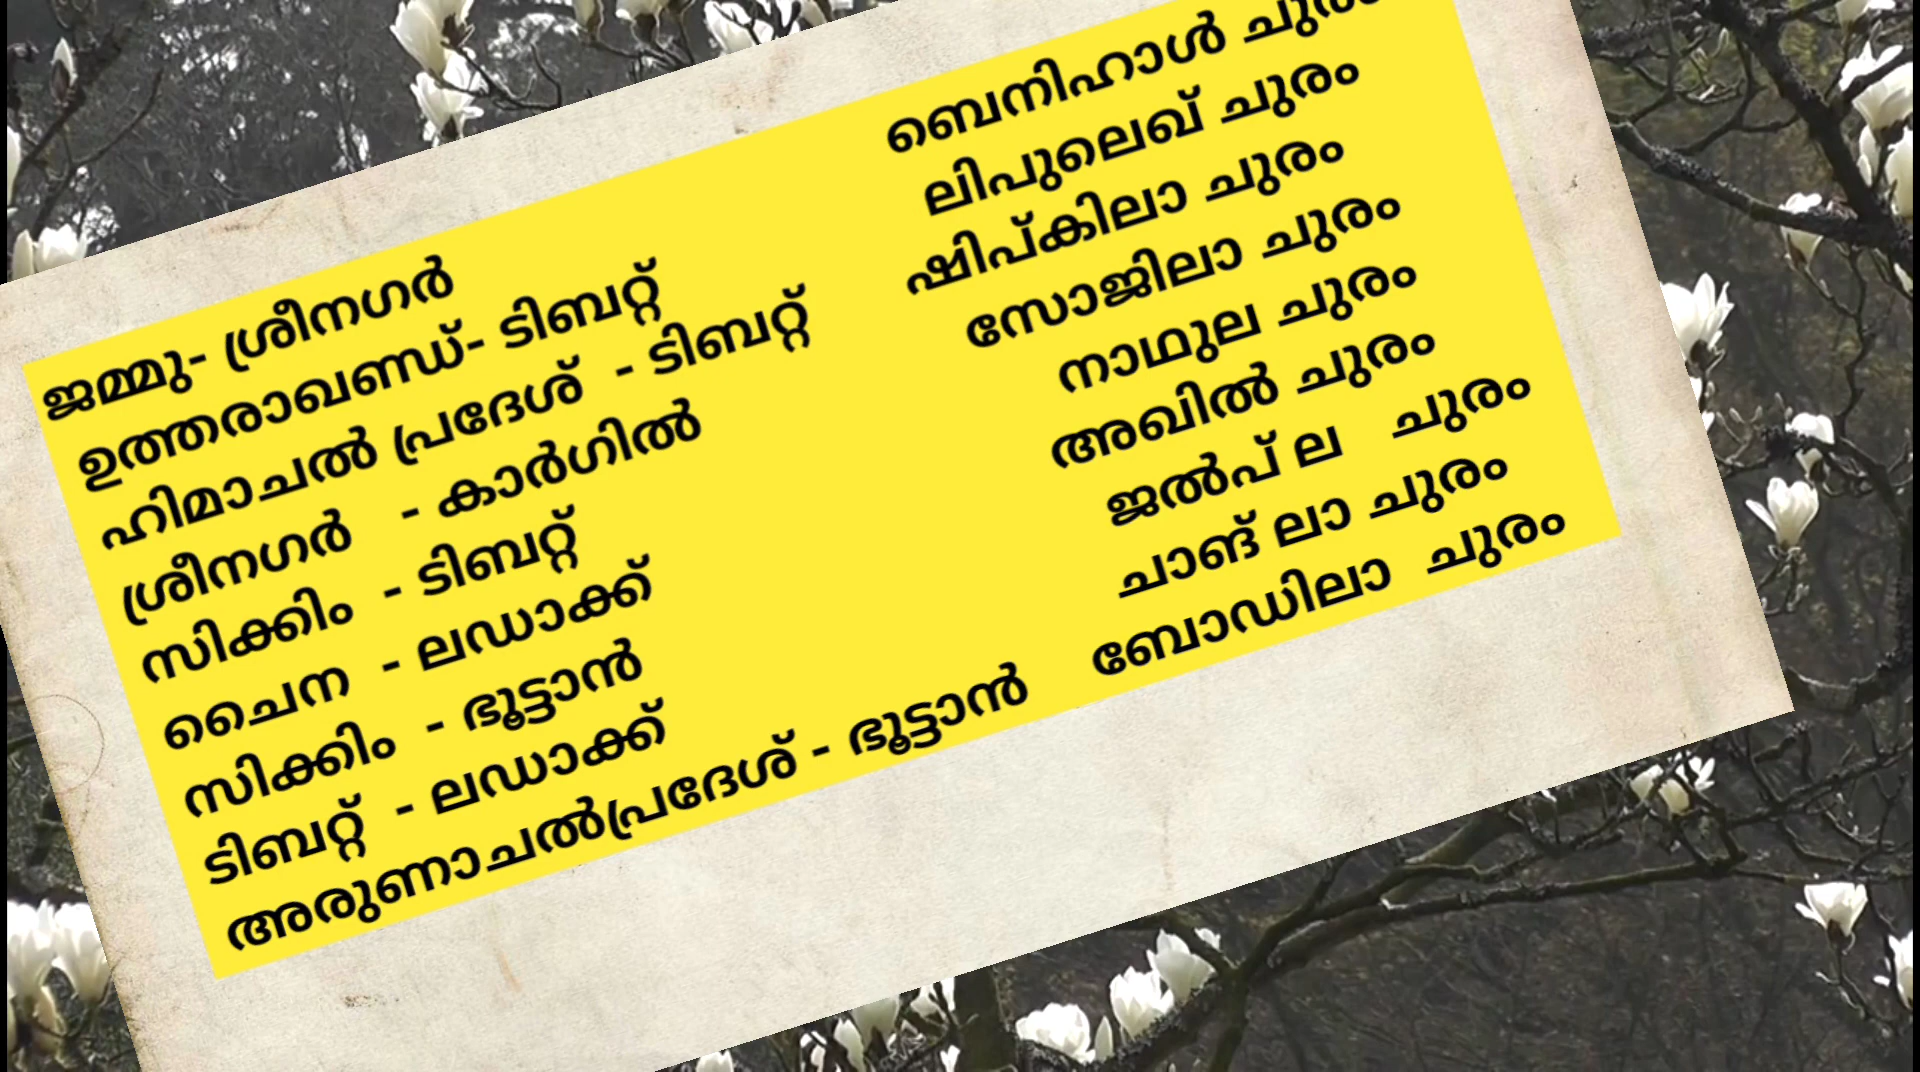 ജമ്മു- ശ്രീനഗർ ബെനിഹാൾ ചുരം
ഉത്തരാഖണ്ഡ്- ടിബറ്റ് ലിപുലെഖ് ചുരം
ഹിമാചൽ പ്രദേശ് - ടിബറ്റ് ഷിപ്കിലാ ചുരം
ശ്രീനഗർ - കാർഗിൽ സോജിലാ ചുരം
സിക്കിം - ടിബറ്റ് നാഥുല ചുരം
ചൈന - ലഡാക്ക് അഖിൽ ചുരം
സിക്കിം - ഭൂട്ടാൻ ജൽപ് ല ചുരം
ടിബറ്റ് - ലഡാക്ക് ചാങ് ലാ ചുരം
അരുണാചൽപ്രദേശ് - ഭൂട്ടാൻ ബോഡിലാ ചുരം